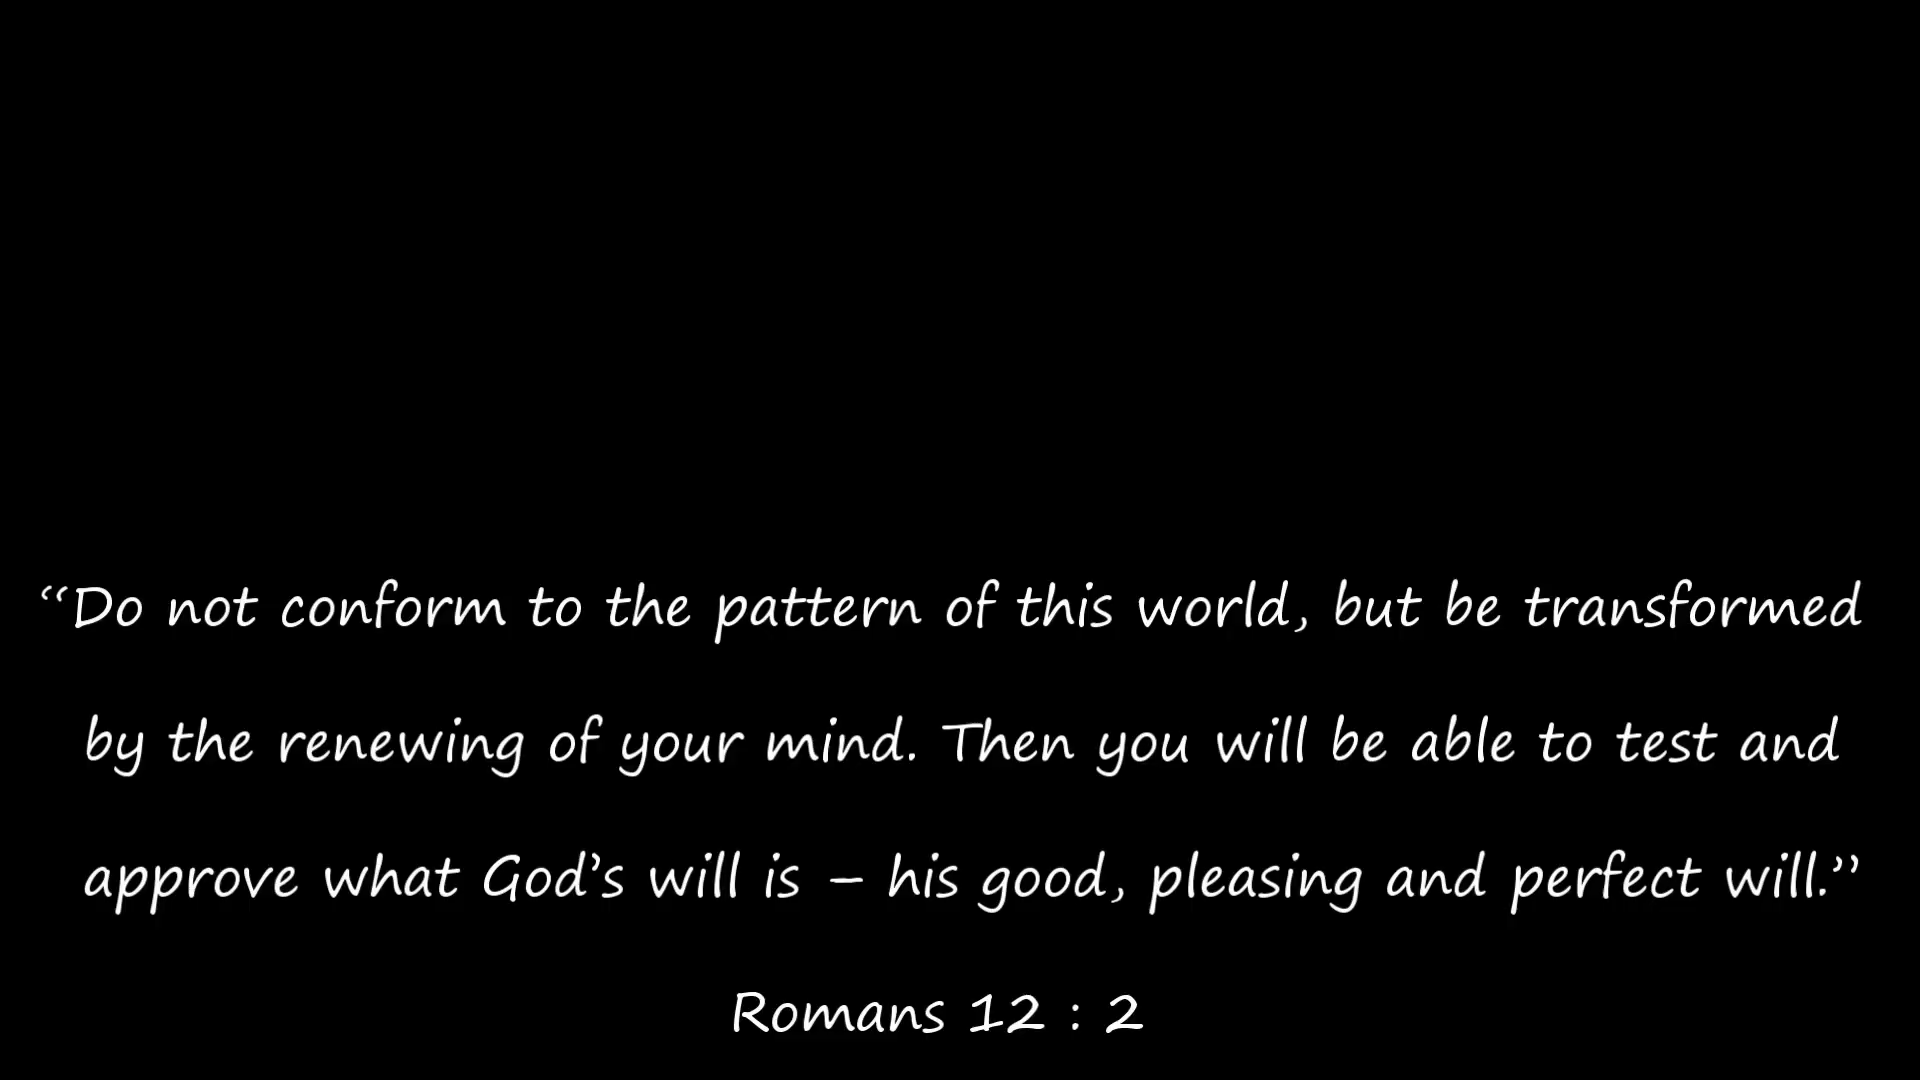 “Do not conform to the pattern of this world, but be transformed
by the renewing of your mind. Then you will be able to test and
approve what God’s will is – his good, pleasing and perfect will.”
Romans 12 : 2